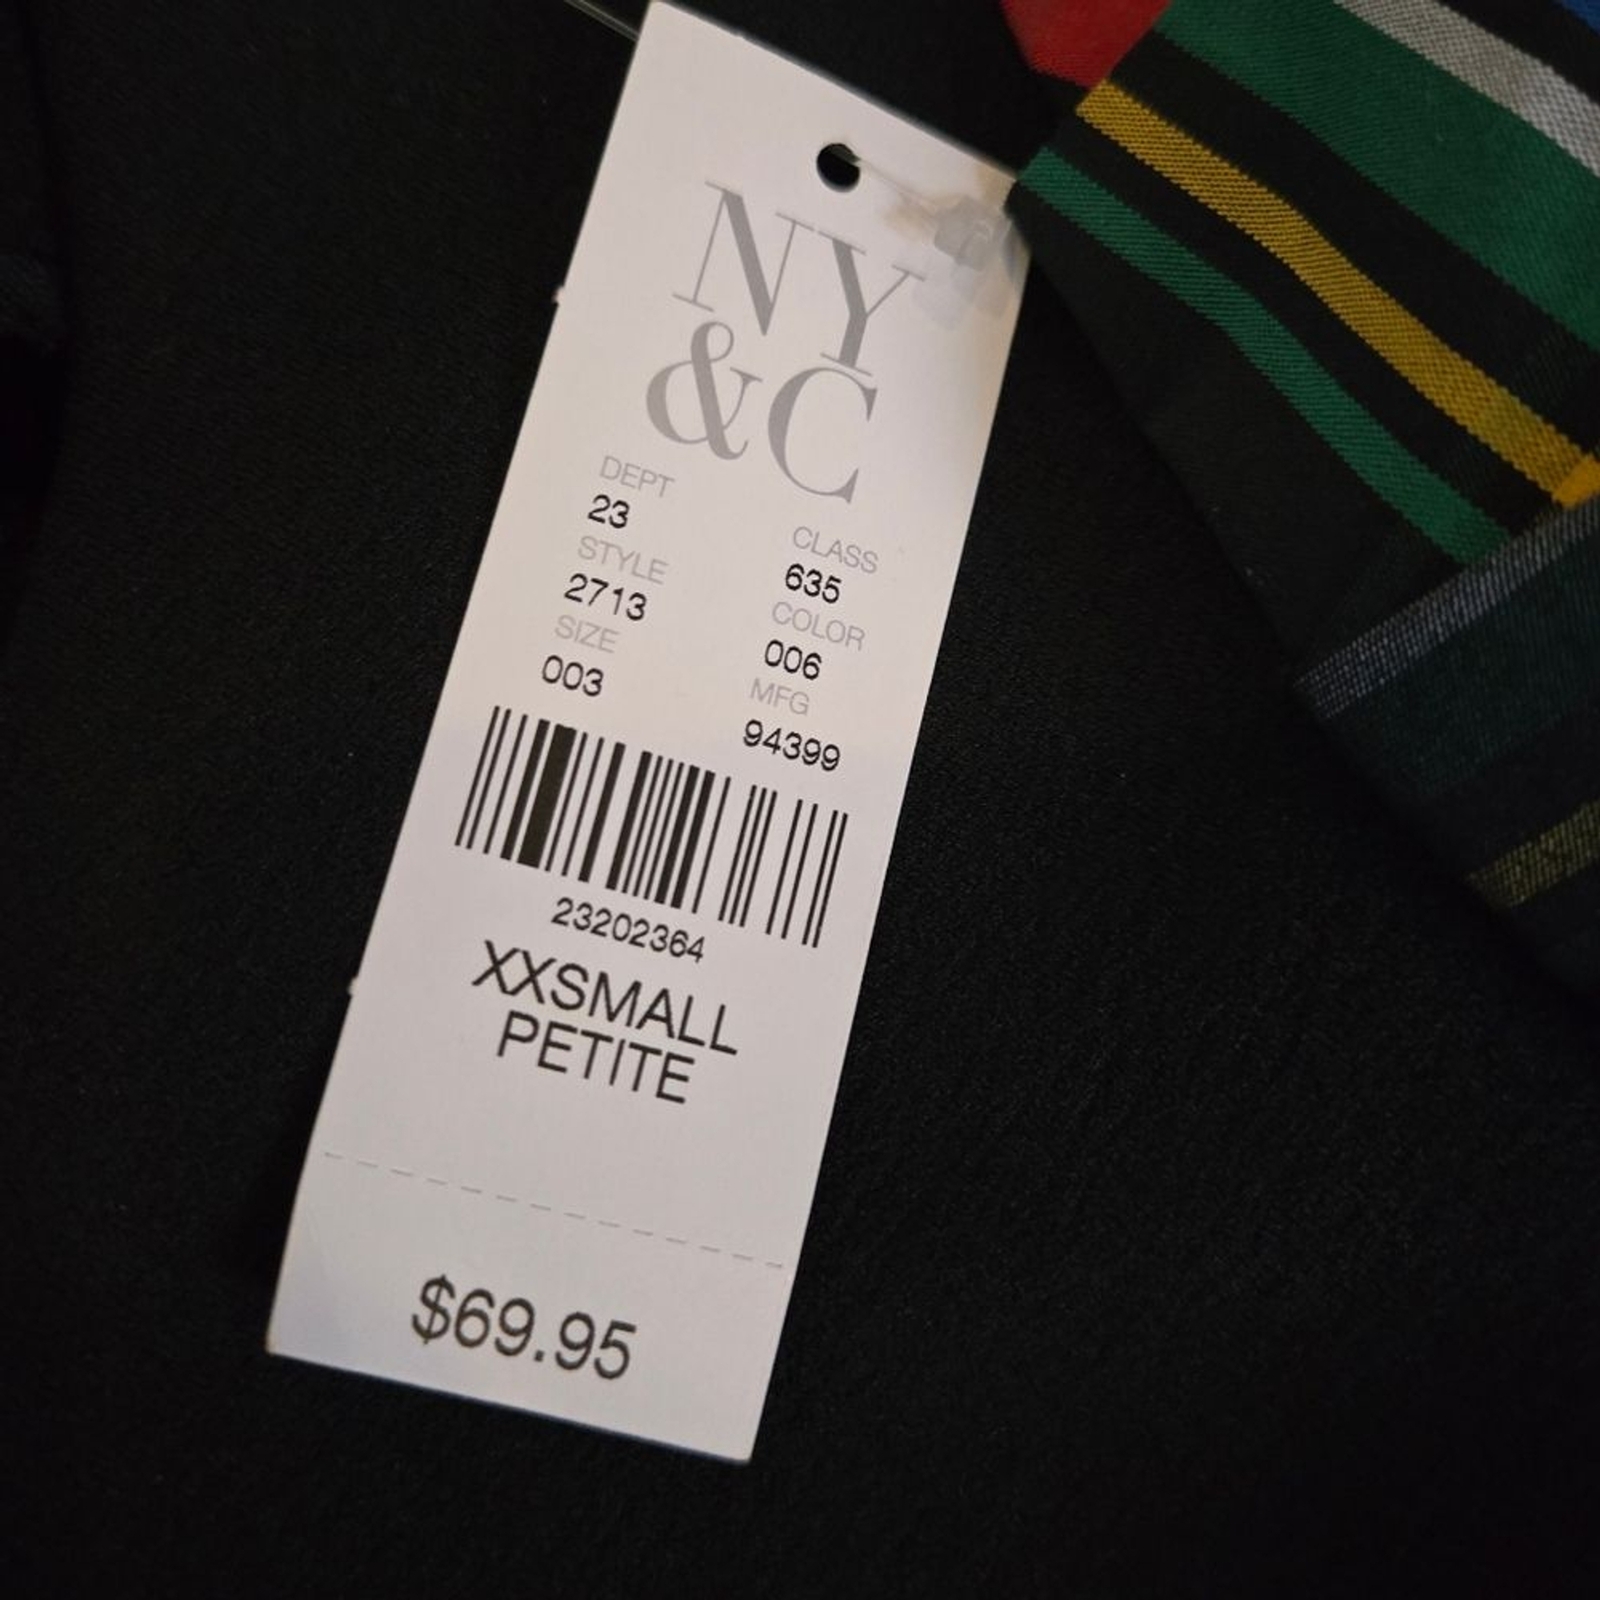 NY
&C
DEPT
23
CLASS
635
STYLE
2713
COLOR
006
SIZE
003
MFG
94399
23202364
XXSMALL
PETITE
$69.95